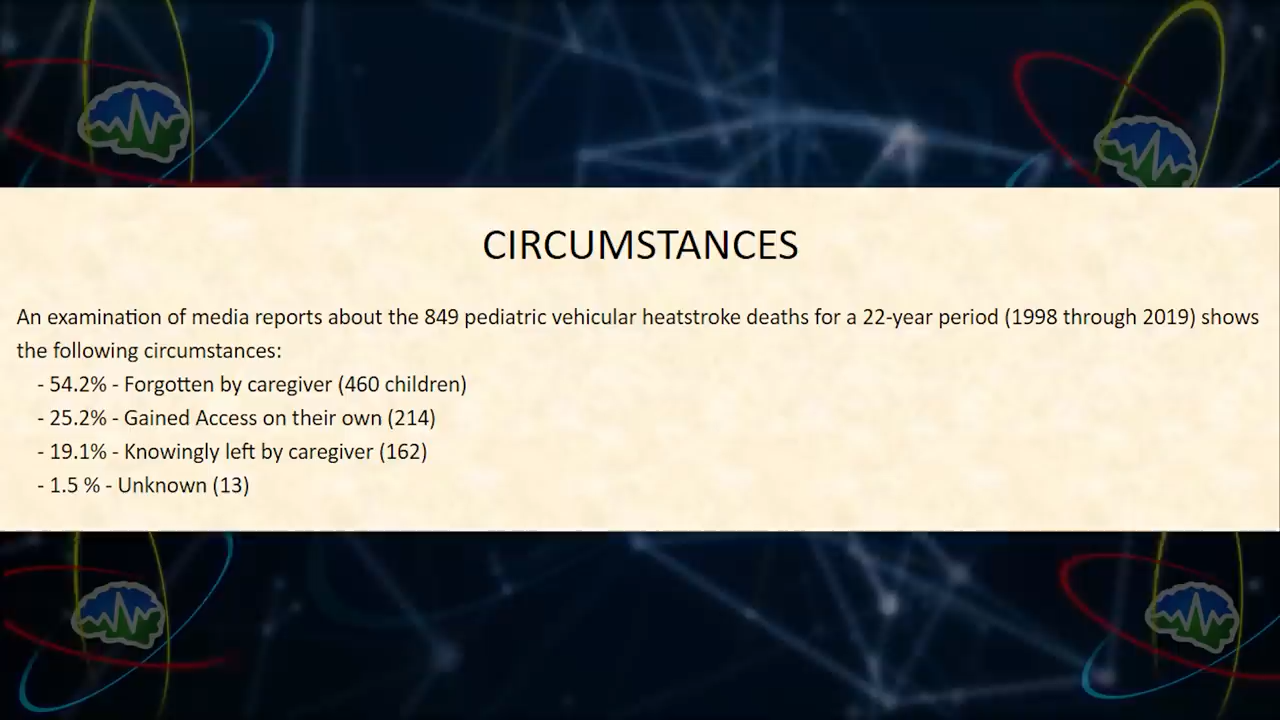 CIRCUMSTANCES
An examination of media reports about the 849 pediatric vehicular heatstroke deaths for a 22-year period (1998 through 2019) shows
the following circumstances:
- 54.2% - Forgotten by caregiver (460 children)
- 25.2% - Gained Access on their own (214)
- 19.1% - Knowingly left by caregiver (162)
- 1.5 % - Unknown (13)